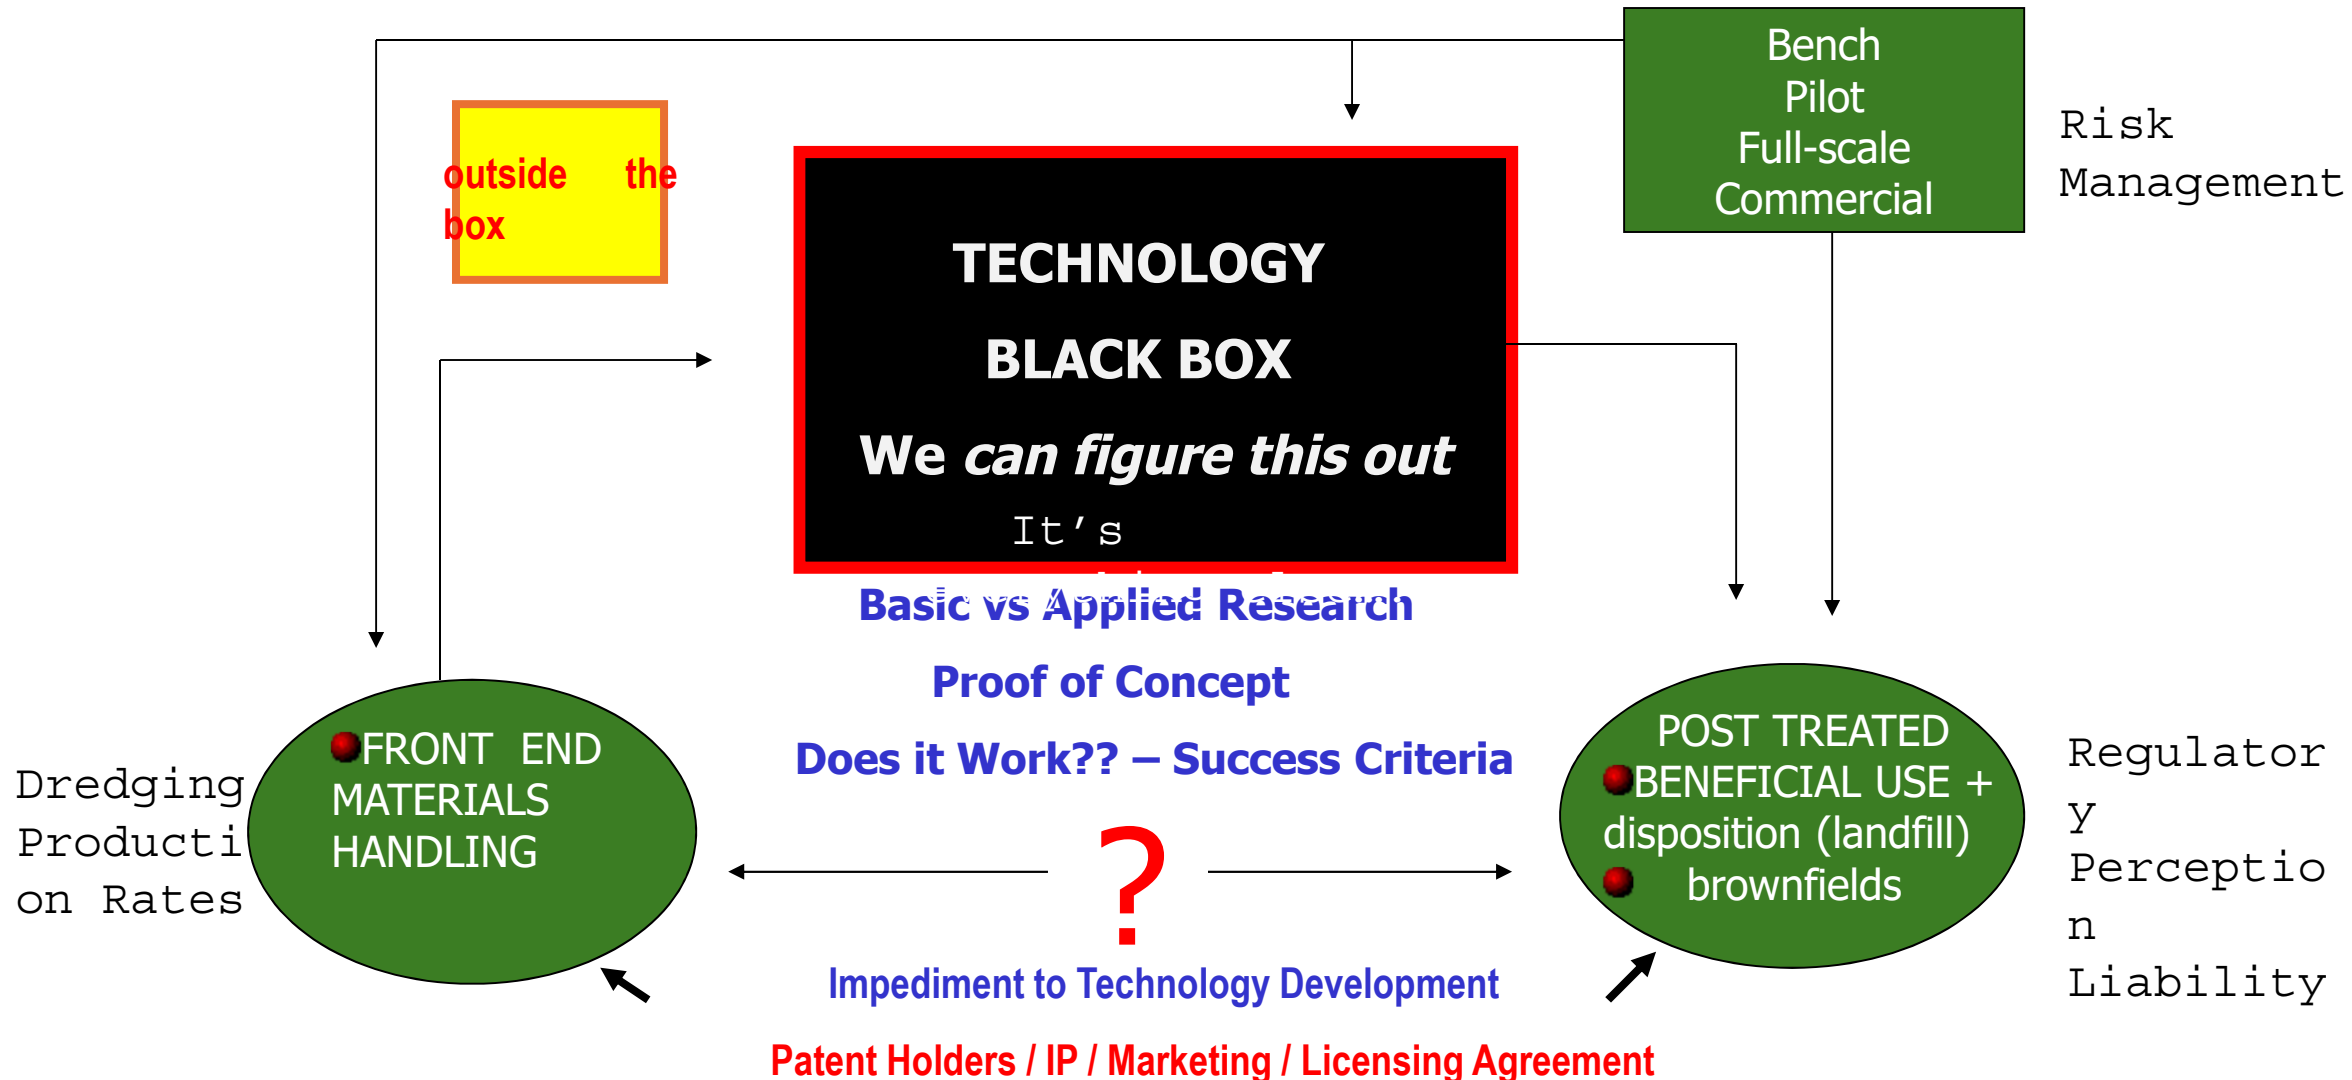 Bench
Pilot
Full-scale
Commercial
Risk
Management
outside the
box
TECHNOLOGY
BLACK BOX
We can figure this out
It’s
Basic vs Applied Research
Proof of Concept
Does it Work?? – Success Criteria
FRONT END
MATERIALS
HANDLING
Dredging
Producti
on Rates
POST TREATED
BENEFICIAL USE +
disposition (landfill)
brownfields
Regulator
y
Perceptio
n
Liability
?
Impediment to Technology Development
Patent Holders / IP / Marketing / Licensing Agreement